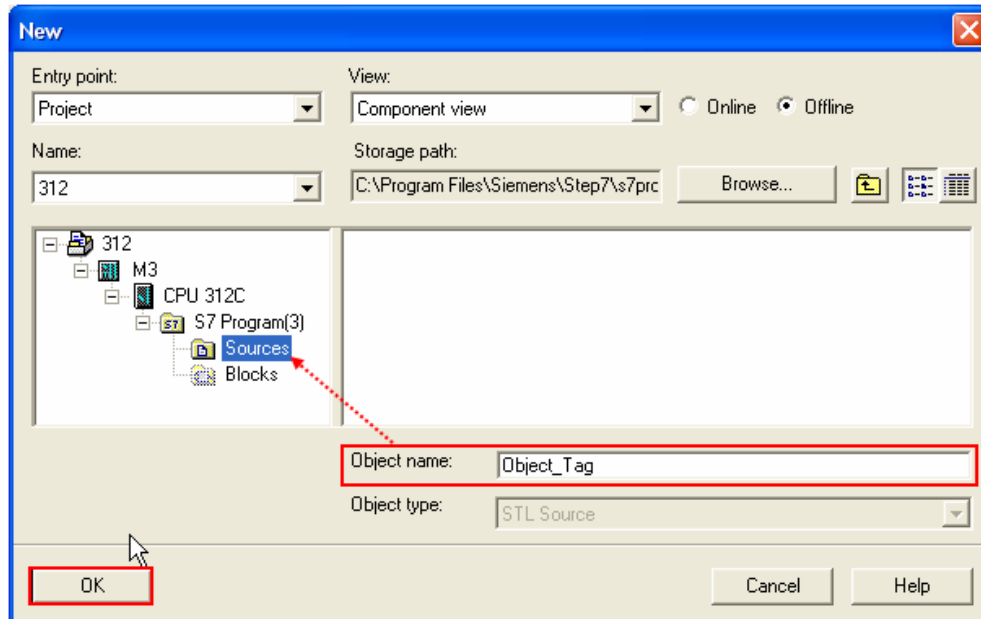 New
Entry point:
View:
Project
Component view
Online
Offline
Name:
Storage path:
312
C:\Program Files\Siemens\Step7\s7prc
Browse...
312
M3
CPU 312C
S7 Program(3)
Sources
Blocks
Object name:
Object_Tag
Object type:
STL Source
OK
Cancel
Help